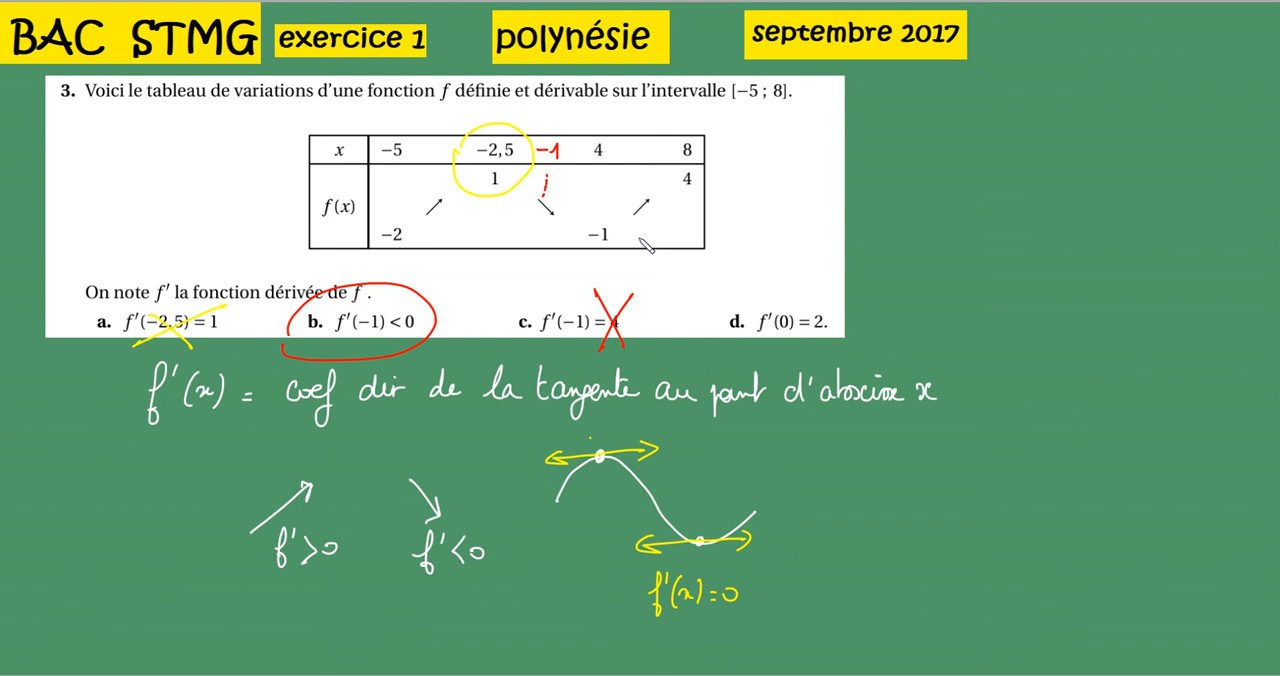 BAC STMG exercice 1 polynésie septembre 2017
3. Voici le tableau de variations d'une fonction f définie et dérivable sur l'intervalle [−5 ; 8].
x −5 −2,5 −1 4 8
1 4
f(x)
−2 −1
On note f′ la fonction dérivée de f .
a. f′(−2,5) = 1 b. f′(−1) < 0 c. f′(−1) = 4 d. f′(0) = 2.
f'(x) = coef dir de la tangente au point d'abscisse x
f'>0 f'<0
f'(x)=0